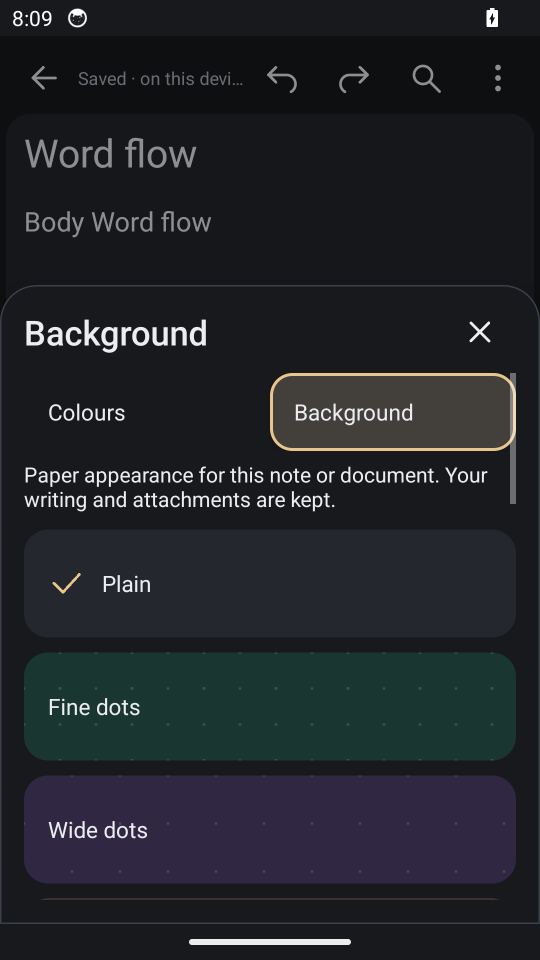 8:09
Saved · on this devi…
Word flow
Body Word flow
Background
Colours
Background
Paper appearance for this note or document. Your
writing and attachments are kept.
Plain
Fine dots
Wide dots